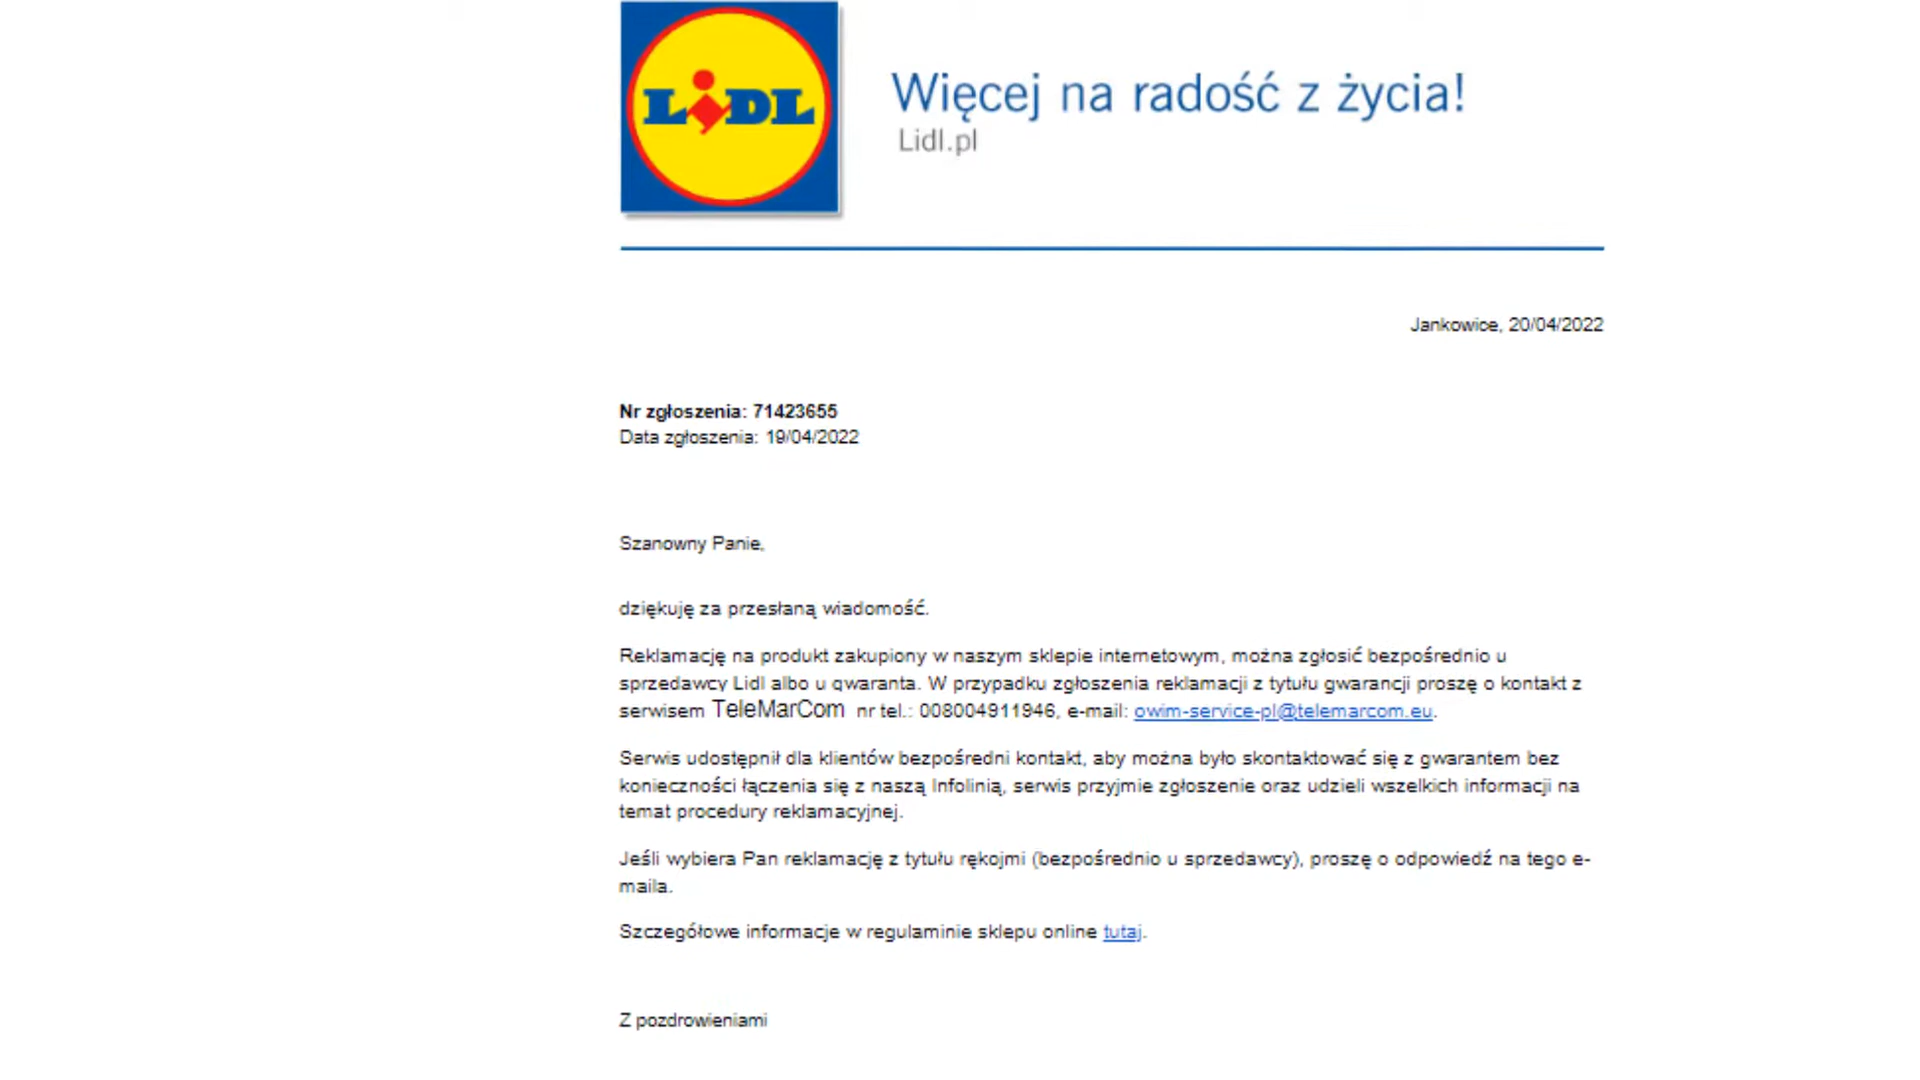 LIDL
Więcej na radość z życia!
Lidl.pl
Jankowice, 20/04/2022
Nr zgłoszenia: 71423655
Data zgłoszenia: 19/04/2022
Szanowny Panie,
dziękuję za przesłaną wiadomość.
Reklamację na produkt zakupiony w naszym sklepie internetowym, można zgłosić bezpośrednio u
sprzedawcy Lidl albo u gwaranta. W przypadku zgłoszenia reklamacji z tytułu gwarancji proszę o kontakt z
serwisem TeleMarCom nr tel.: 008004911946, e-mail: owim-service-pl@telemarcom.eu.
Serwis udostępnił dla klientów bezpośredni kontakt, aby można było skontaktować się z gwarantem bez
konieczności łączenia się z naszą Infolinią, serwis przyjmie zgłoszenie oraz udzieli wszelkich informacji na
temat procedury reklamacyjnej.
Jeśli wybiera Pan reklamację z tytułu rękojmi (bezpośrednio u sprzedawcy), proszę o odpowiedź na tego e-
maila.
Szczegółowe informacje w regulaminie sklepu online tutaj.
Z pozdrowieniami